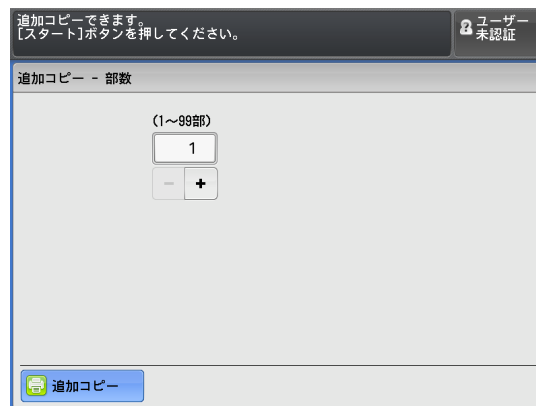 追加コピーできます。
[スタート]ボタンを押してください。
ユーザー
未認証
追加コピー - 部数
(1～99部)
1
- +
追加コピー